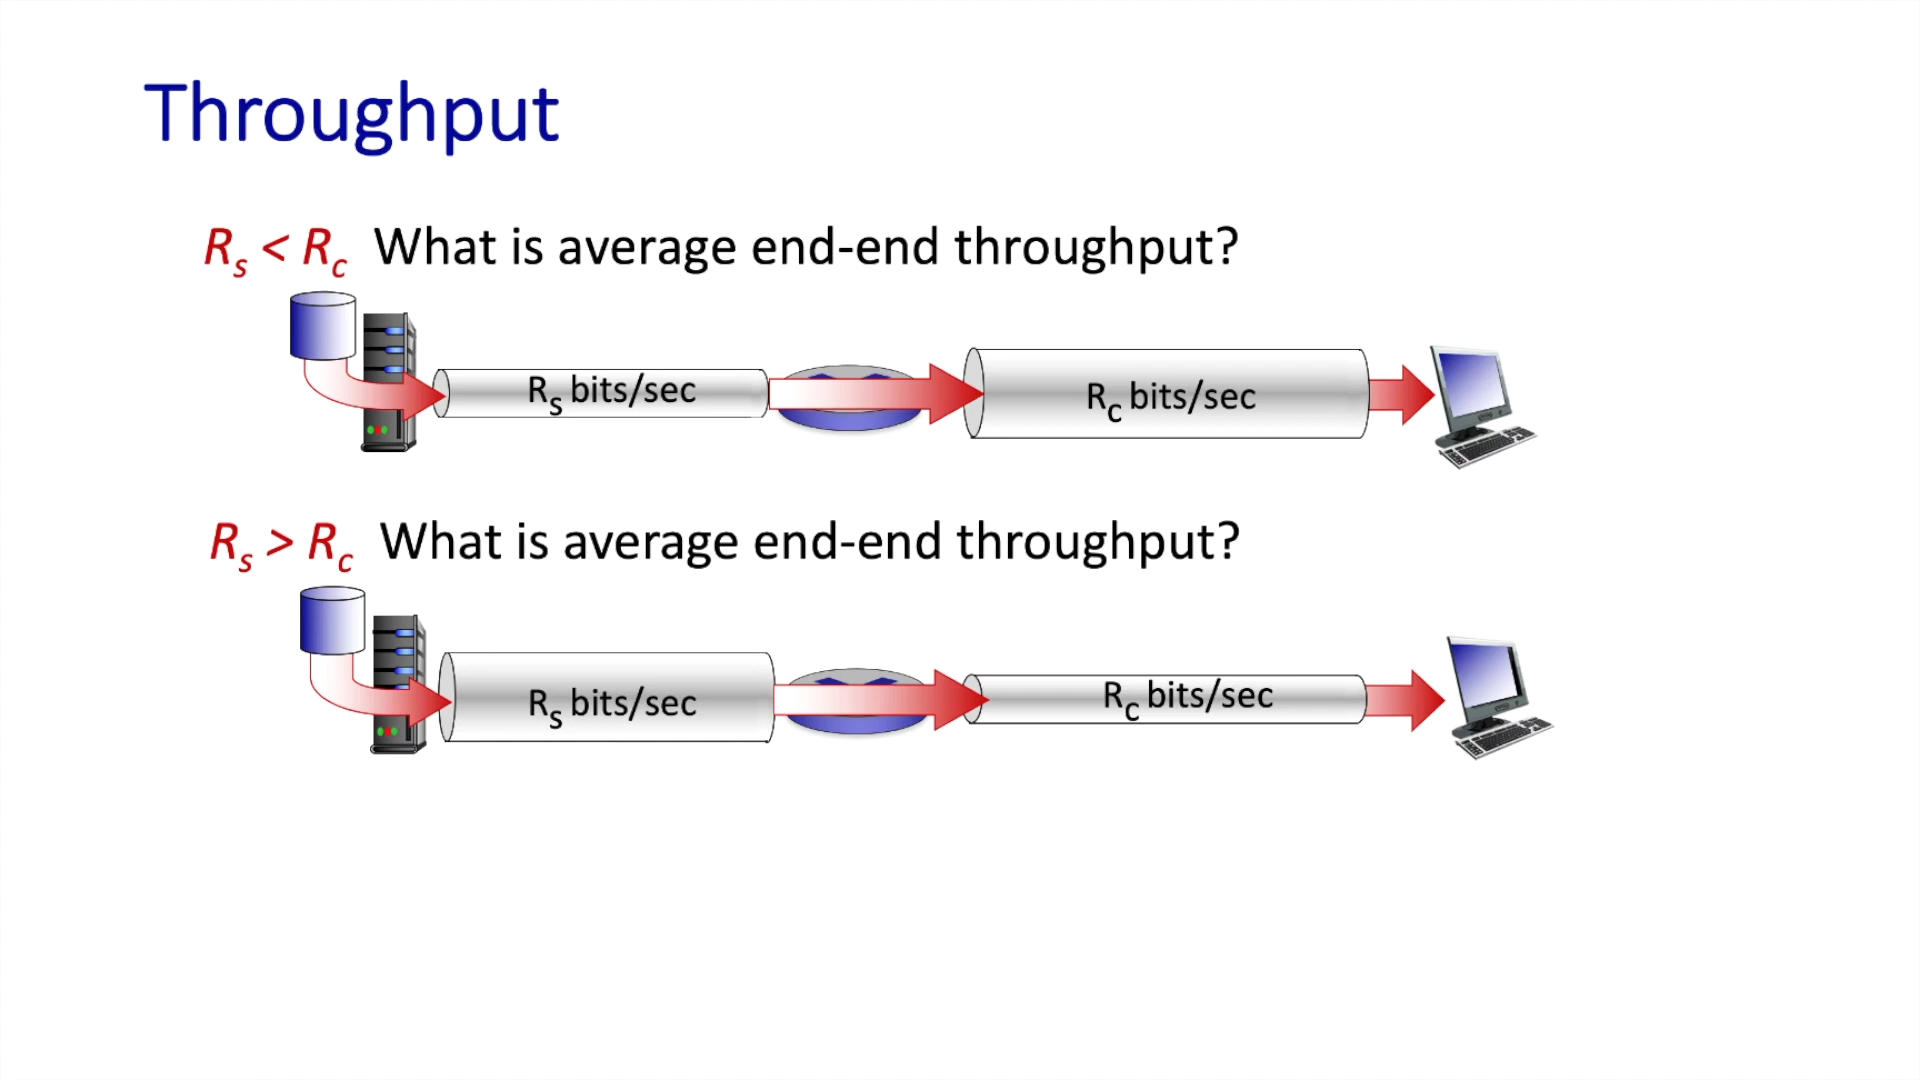 Throughput
Rs < Rc What is average end-end throughput?
Rs bits/sec
Rc bits/sec
Rs > Rc What is average end-end throughput?
Rs bits/sec
Rc bits/sec